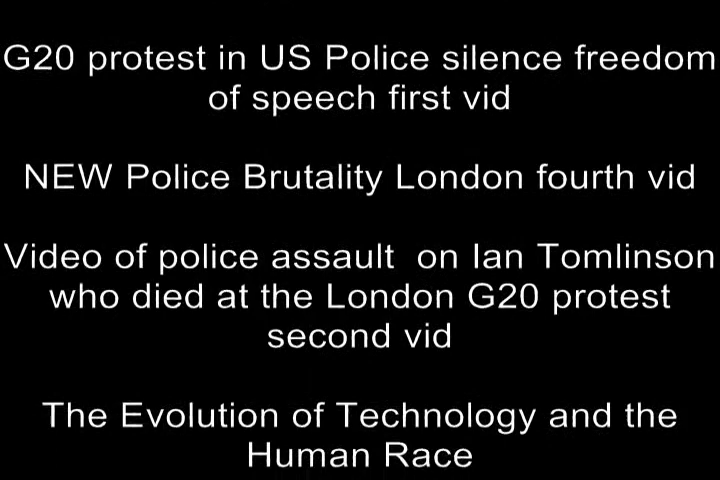 G20 protest in US Police silence freedom
of speech first vid
NEW Police Brutality London fourth vid
Video of police assault  on Ian Tomlinson
who died at the London G20 protest
second vid
The Evolution of Technology and the
Human Race